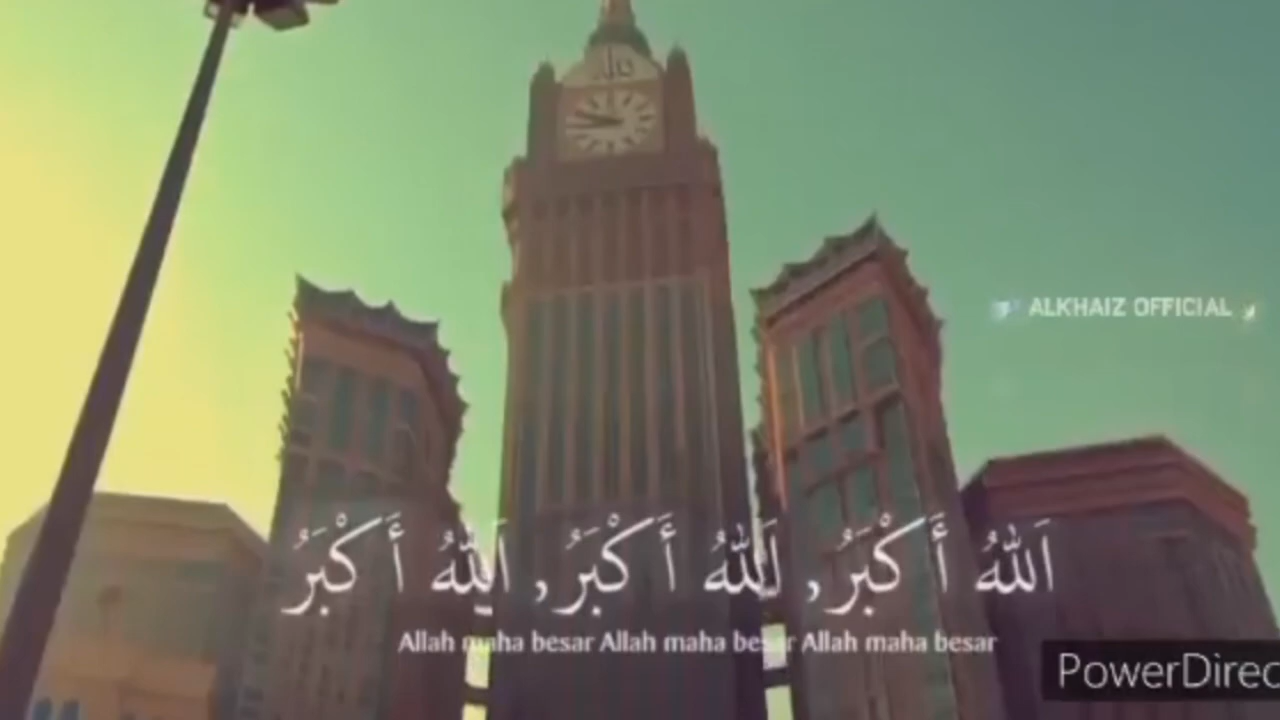 ALKHAIZ OFFICIAL
اَللّٰهُ أَكْبَرُ, اَللّٰهُ أَكْبَرُ, اَللّٰهُ أَكْبَرُ
Allah maha besar Allah maha besar Allah maha besar
PowerDirec